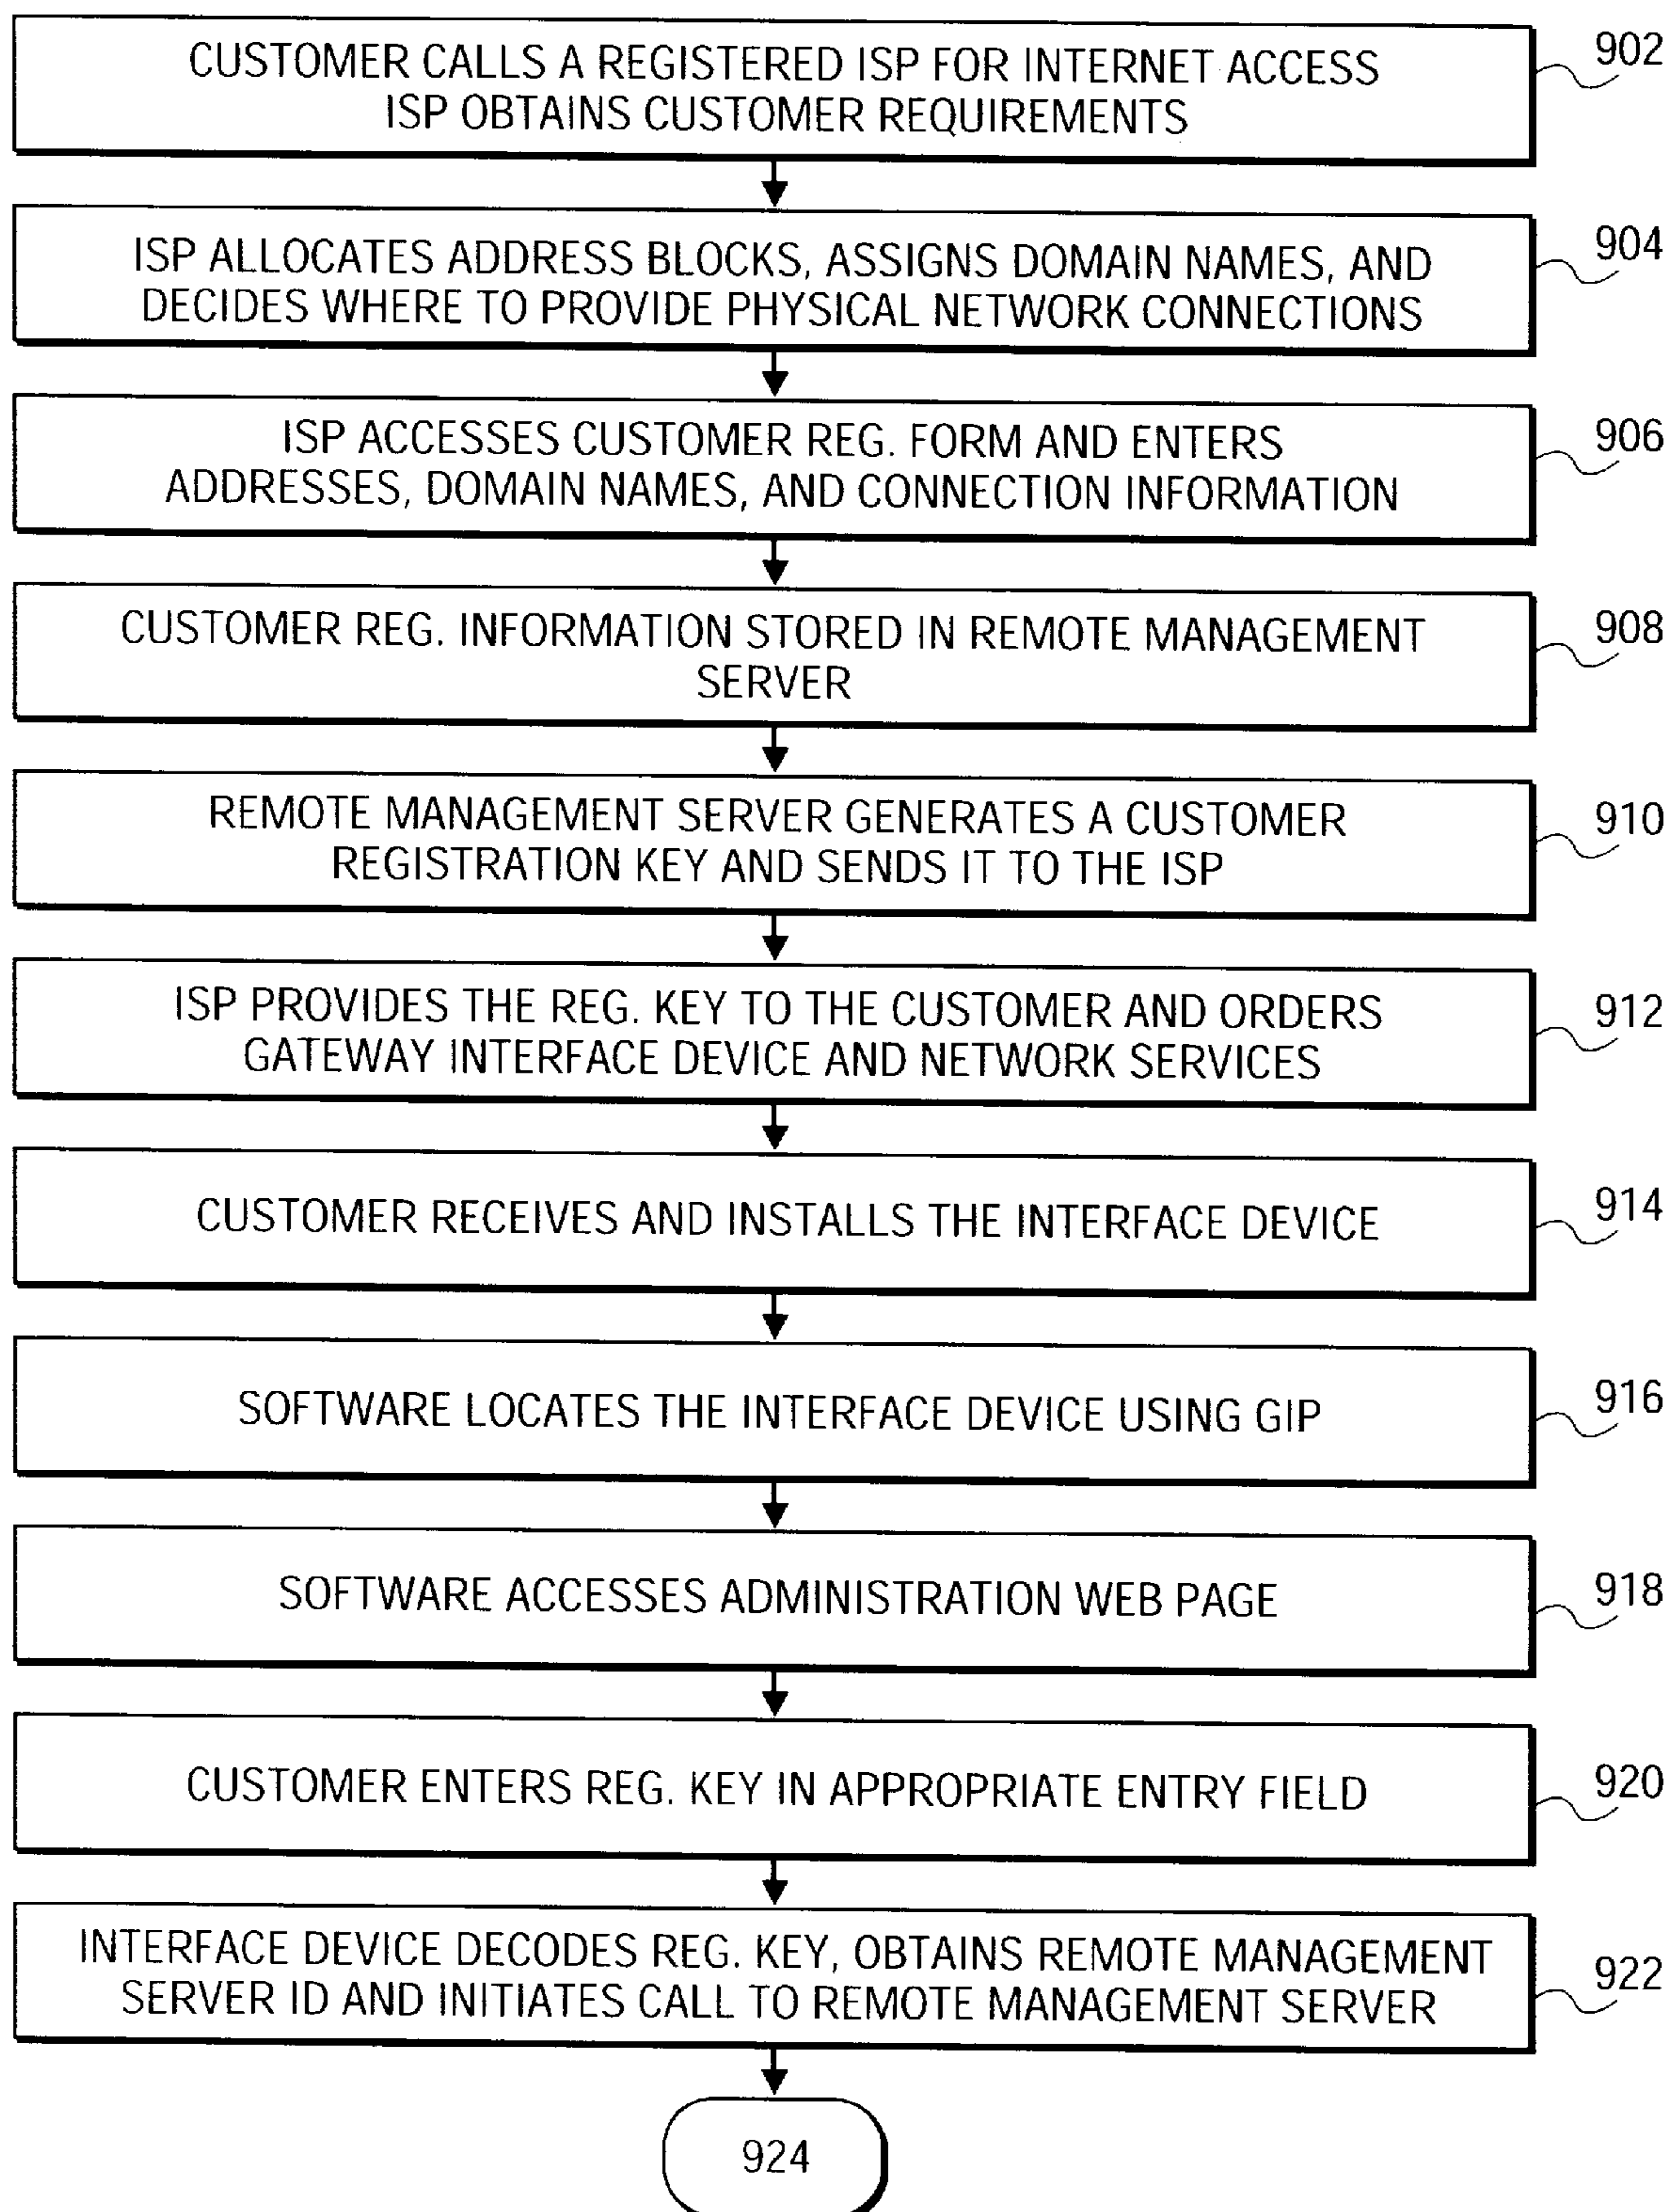 CUSTOMER CALLS A REGISTERED ISP FOR INTERNET ACCESS
ISP OBTAINS CUSTOMER REQUIREMENTS
902
ISP ALLOCATES ADDRESS BLOCKS, ASSIGNS DOMAIN NAMES, AND
DECIDES WHERE TO PROVIDE PHYSICAL NETWORK CONNECTIONS
904
ISP ACCESSES CUSTOMER REG. FORM AND ENTERS
ADDRESSES, DOMAIN NAMES, AND CONNECTION INFORMATION
906
CUSTOMER REG. INFORMATION STORED IN REMOTE MANAGEMENT
SERVER
908
REMOTE MANAGEMENT SERVER GENERATES A CUSTOMER
REGISTRATION KEY AND SENDS IT TO THE ISP
910
ISP PROVIDES THE REG. KEY TO THE CUSTOMER AND ORDERS
GATEWAY INTERFACE DEVICE AND NETWORK SERVICES
912
CUSTOMER RECEIVES AND INSTALLS THE INTERFACE DEVICE
914
SOFTWARE LOCATES THE INTERFACE DEVICE USING GIP
916
SOFTWARE ACCESSES ADMINISTRATION WEB PAGE
918
CUSTOMER ENTERS REG. KEY IN APPROPRIATE ENTRY FIELD
920
INTERFACE DEVICE DECODES REG. KEY, OBTAINS REMOTE MANAGEMENT
SERVER ID AND INITIATES CALL TO REMOTE MANAGEMENT SERVER
922
924